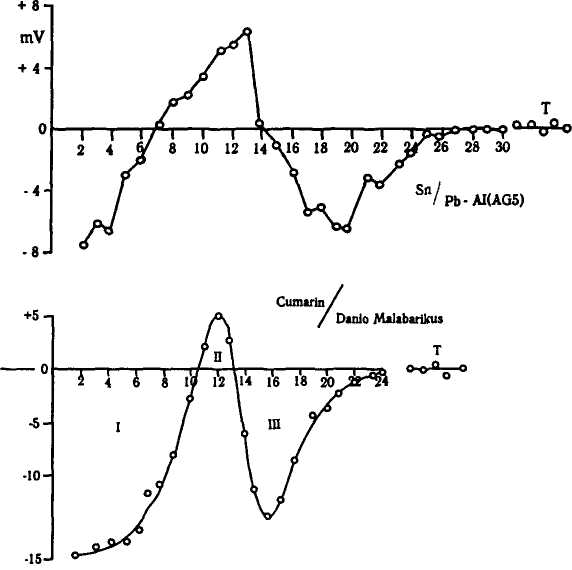 + 8
mV
+ 4
0
2 4 6 8 10 12 14 16 18 20 22 24 26 28 30
T
- 4
Sn/
Pb - AI(AG5)
- 8
Cumarin
+5
Danio Malabarikus
T
II
0
2 4 6 8 10 12 14 16 18 20 22 24
I
III
-5
-10
-15